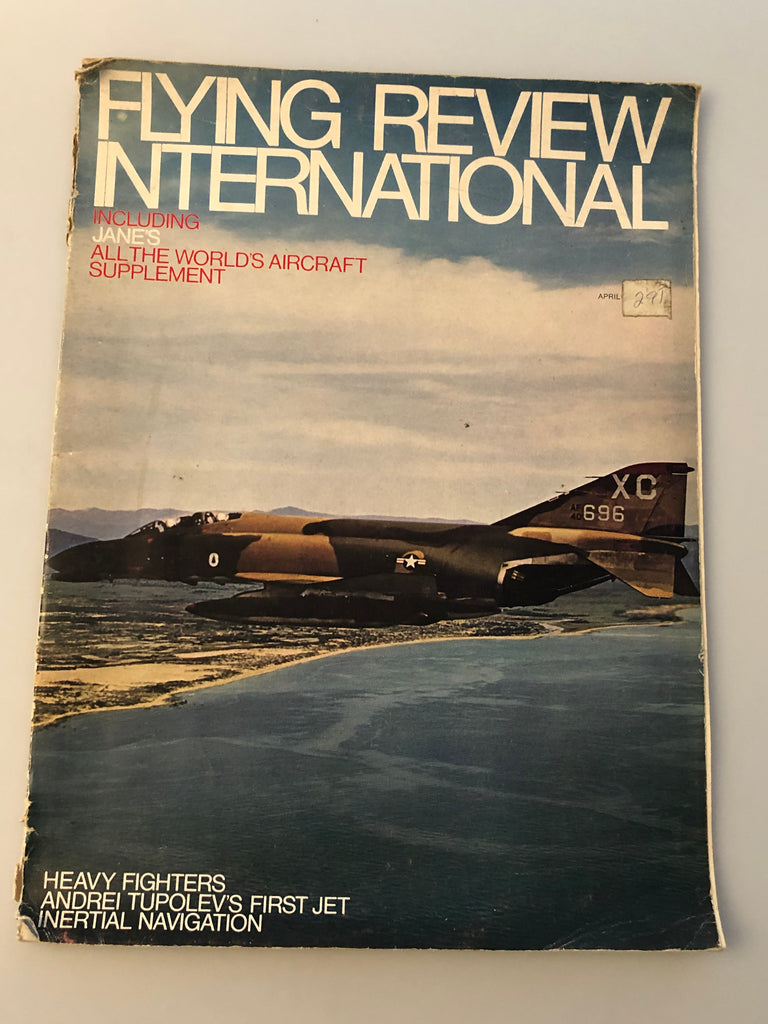 FLYING REVIEW
INTERNATIONAL
INCLUDING
JANE'S
ALL THE WORLD'S AIRCRAFT
SUPPLEMENT
APRIL
291
XC
696
HEAVY FIGHTERS
ANDREI TUPOLEV'S FIRST JET
INERTIAL NAVIGATION